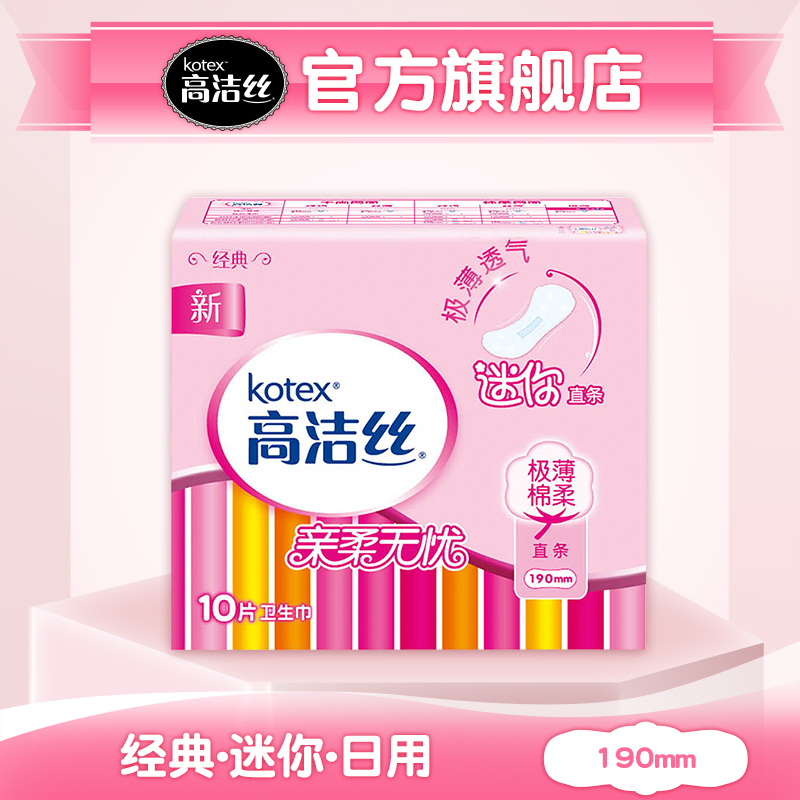 kotex
高洁丝
官方旗舰店
经典
新
极薄透气
迷你 直条
kotex®
高洁丝®
极薄
棉柔
直条
190mm
亲柔无忧
10片卫生巾
经典·迷你·日用
190mm